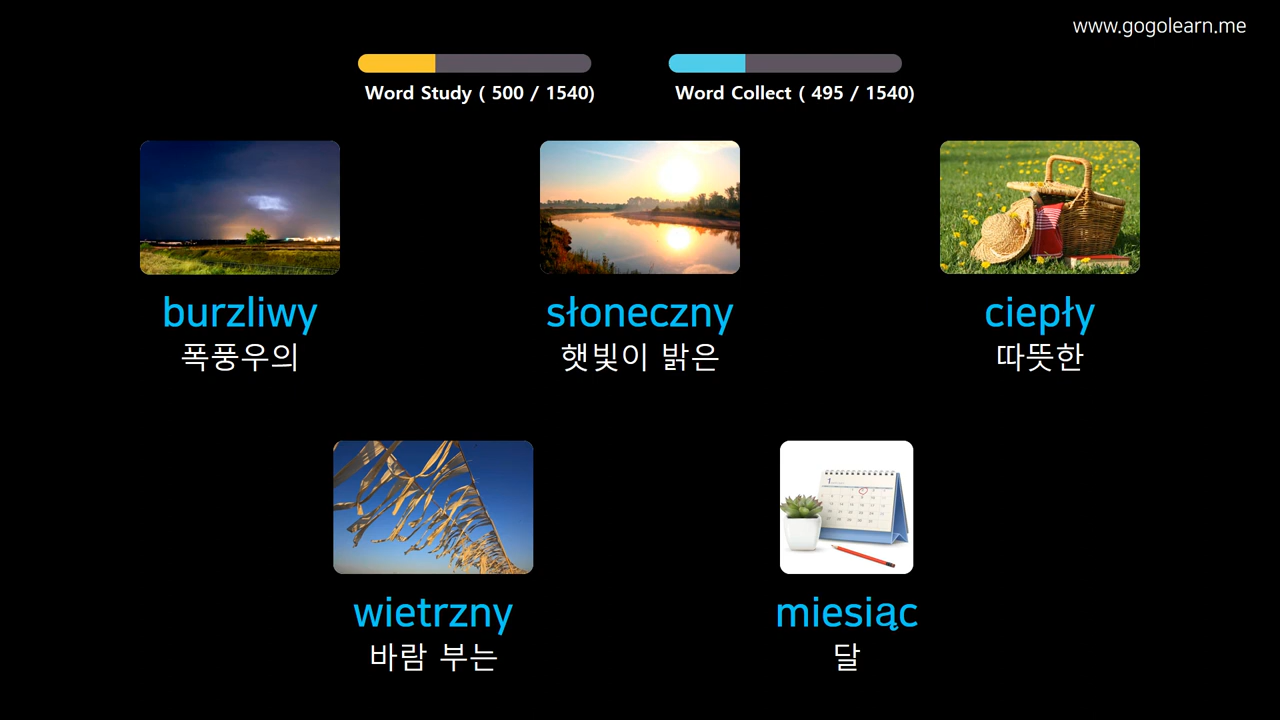 www.gogolearn.me
Word Study ( 500 / 1540)
Word Collect ( 495 / 1540)
burzliwy
폭풍우의
słoneczny
햇빛이 밝은
ciepły
따뜻한
wietrzny
바람 부는
miesiąc
달